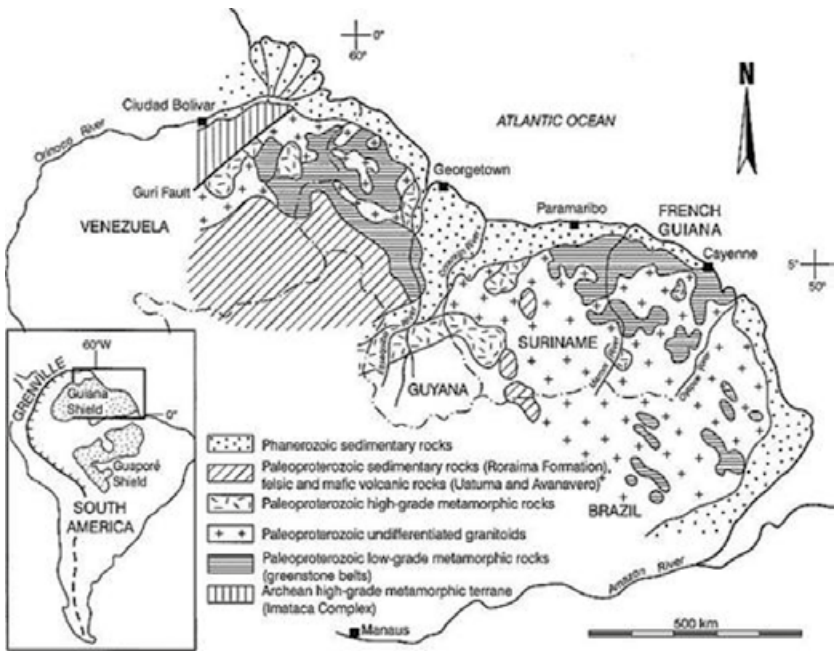 0°
60°
N
Ciudad Bolivar
ATLANTIC OCEAN
Orinoco River
Georgetown
Guri Fault
Paramaribo
FRENCH
GUIANA
VENEZUELA
Cayenne
5°
50°
60°W
SURINAME
GRENVILLE
Guiana
Shield
0°
GUYANA
Guaporé
Shield
SOUTH
AMERICA
Phanerozoic sedimentary rocks
Paleoproterozoic sedimentary rocks (Roraima Formation),
felsic and mafic volcanic rocks (Uatuma and Avanavero)
Paleoproterozoic high-grade metamorphic rocks
Paleoproterozoic undifferentiated granitoids
BRAZIL
Paleoproterozoic low-grade metamorphic rocks
(greenstone belts)
Archean high-grade metamorphic terrane
(Imataca Complex)
Amazon River
Manaus
500 km